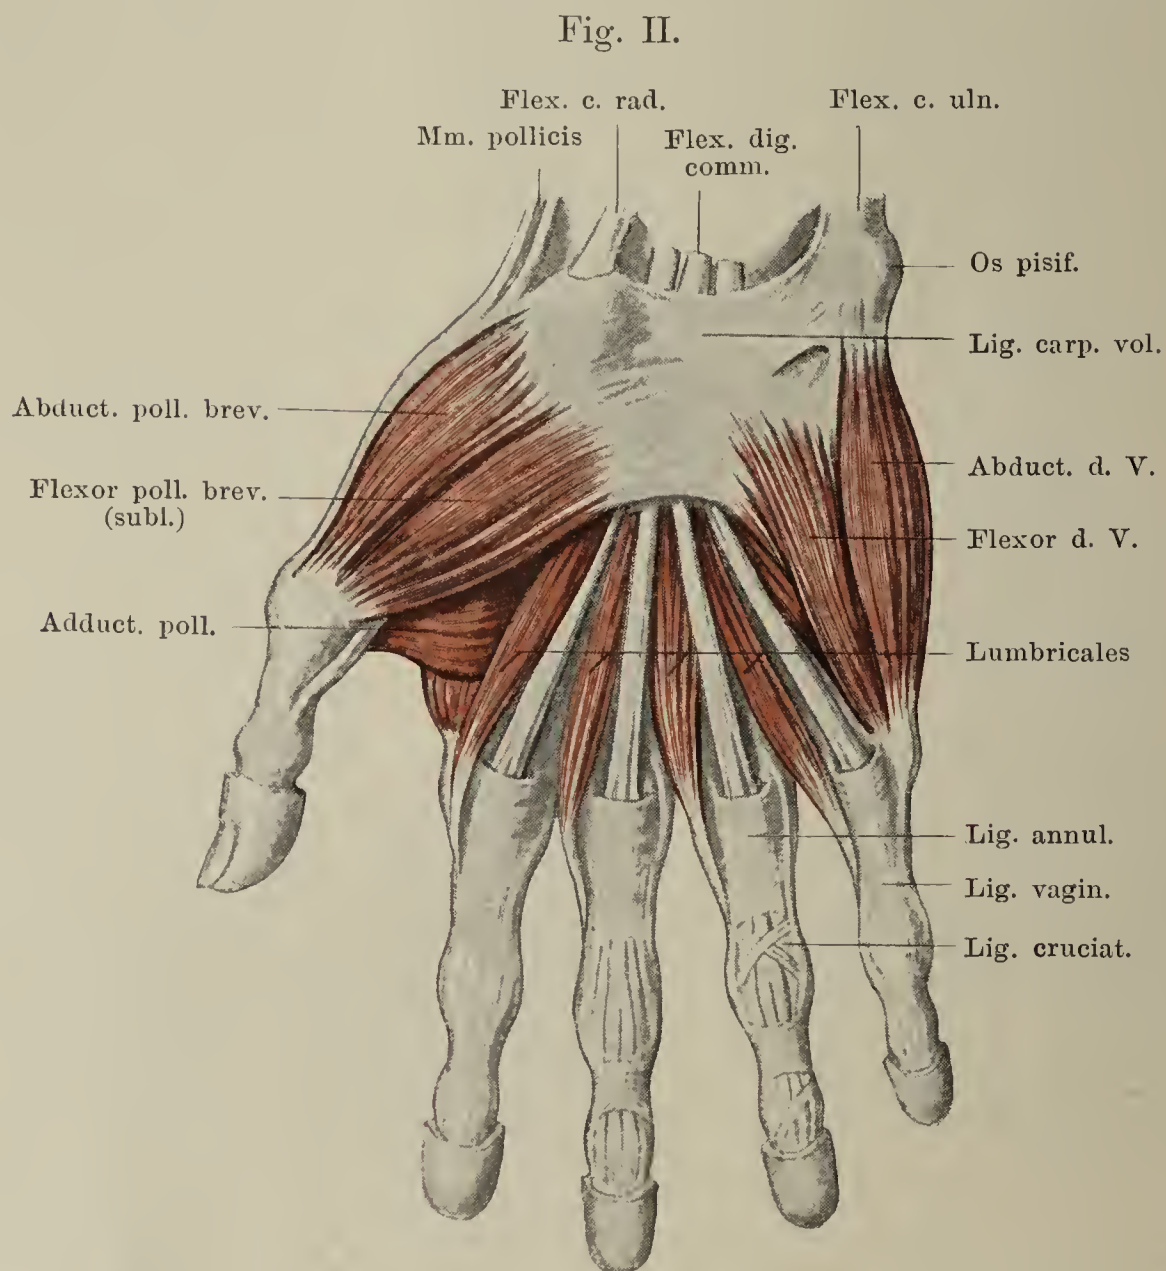 Fig. II.
Flex. c. rad.
Flex. c. uln.
Mm. pollicis
Flex. dig.
comm.
Os pisif.
Lig. carp. vol.
Abduct. poll. brev.
Abduct. d. V.
Flexor poll. brev.
(subl.)
Flexor d. V.
Adduct. poll.
Lumbricales
Lig. annul.
Lig. vagin.
Lig. cruciat.